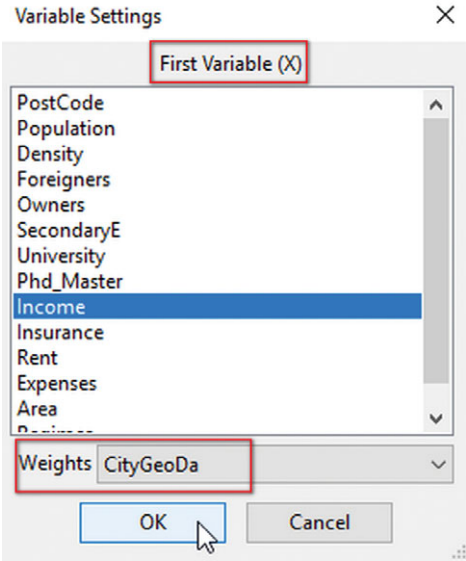 Variable Settings
First Variable (X)
PostCode
Population
Density
Foreigners
Owners
SecondaryE
University
Phd_Master
Income
Insurance
Rent
Expenses
Area
Weights CityGeoDa
OK Cancel